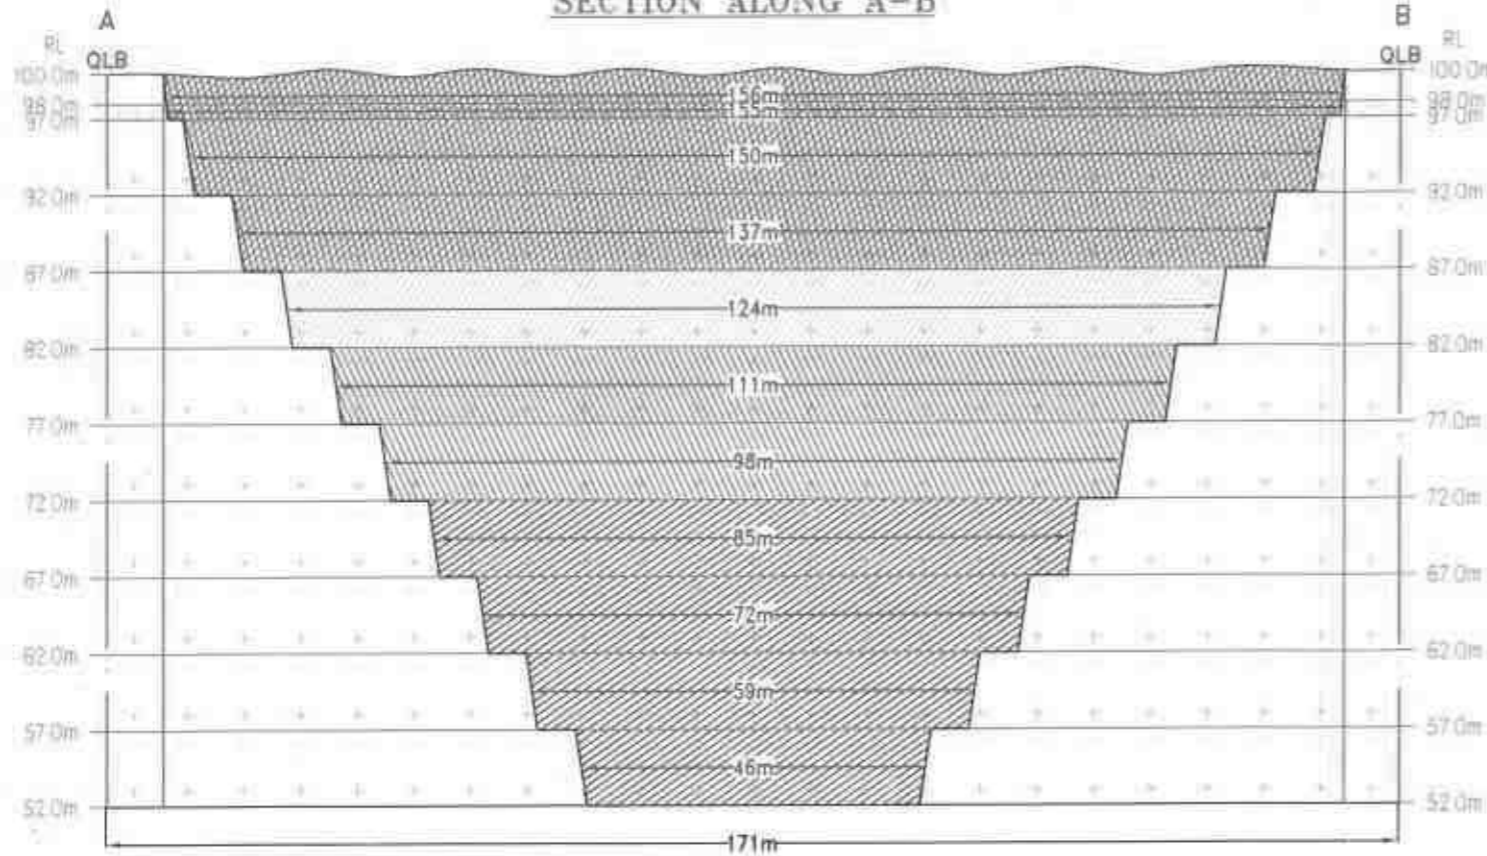 SECTION ALONG A-B
A B
RL RL
QLB QLB
100.0m 100.0m
156m
98.0m 98.0m
155m
97.0m 97.0m
150m
92.0m 92.0m
137m
87.0m 87.0m
124m
82.0m 82.0m
111m
77.0m 77.0m
98m
72.0m 72.0m
85m
67.0m 67.0m
72m
62.0m 62.0m
59m
57.0m 57.0m
46m
52.0m 52.0m
171m